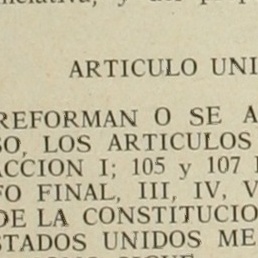 y
ARTICULO UNI
REFORMAN O SE A
SO, LOS ARTICULOS
ACCION I; 105 y 107 I
FO FINAL, III, IV, V
DE LA CONSTITUCIO
STADOS UNIDOS ME